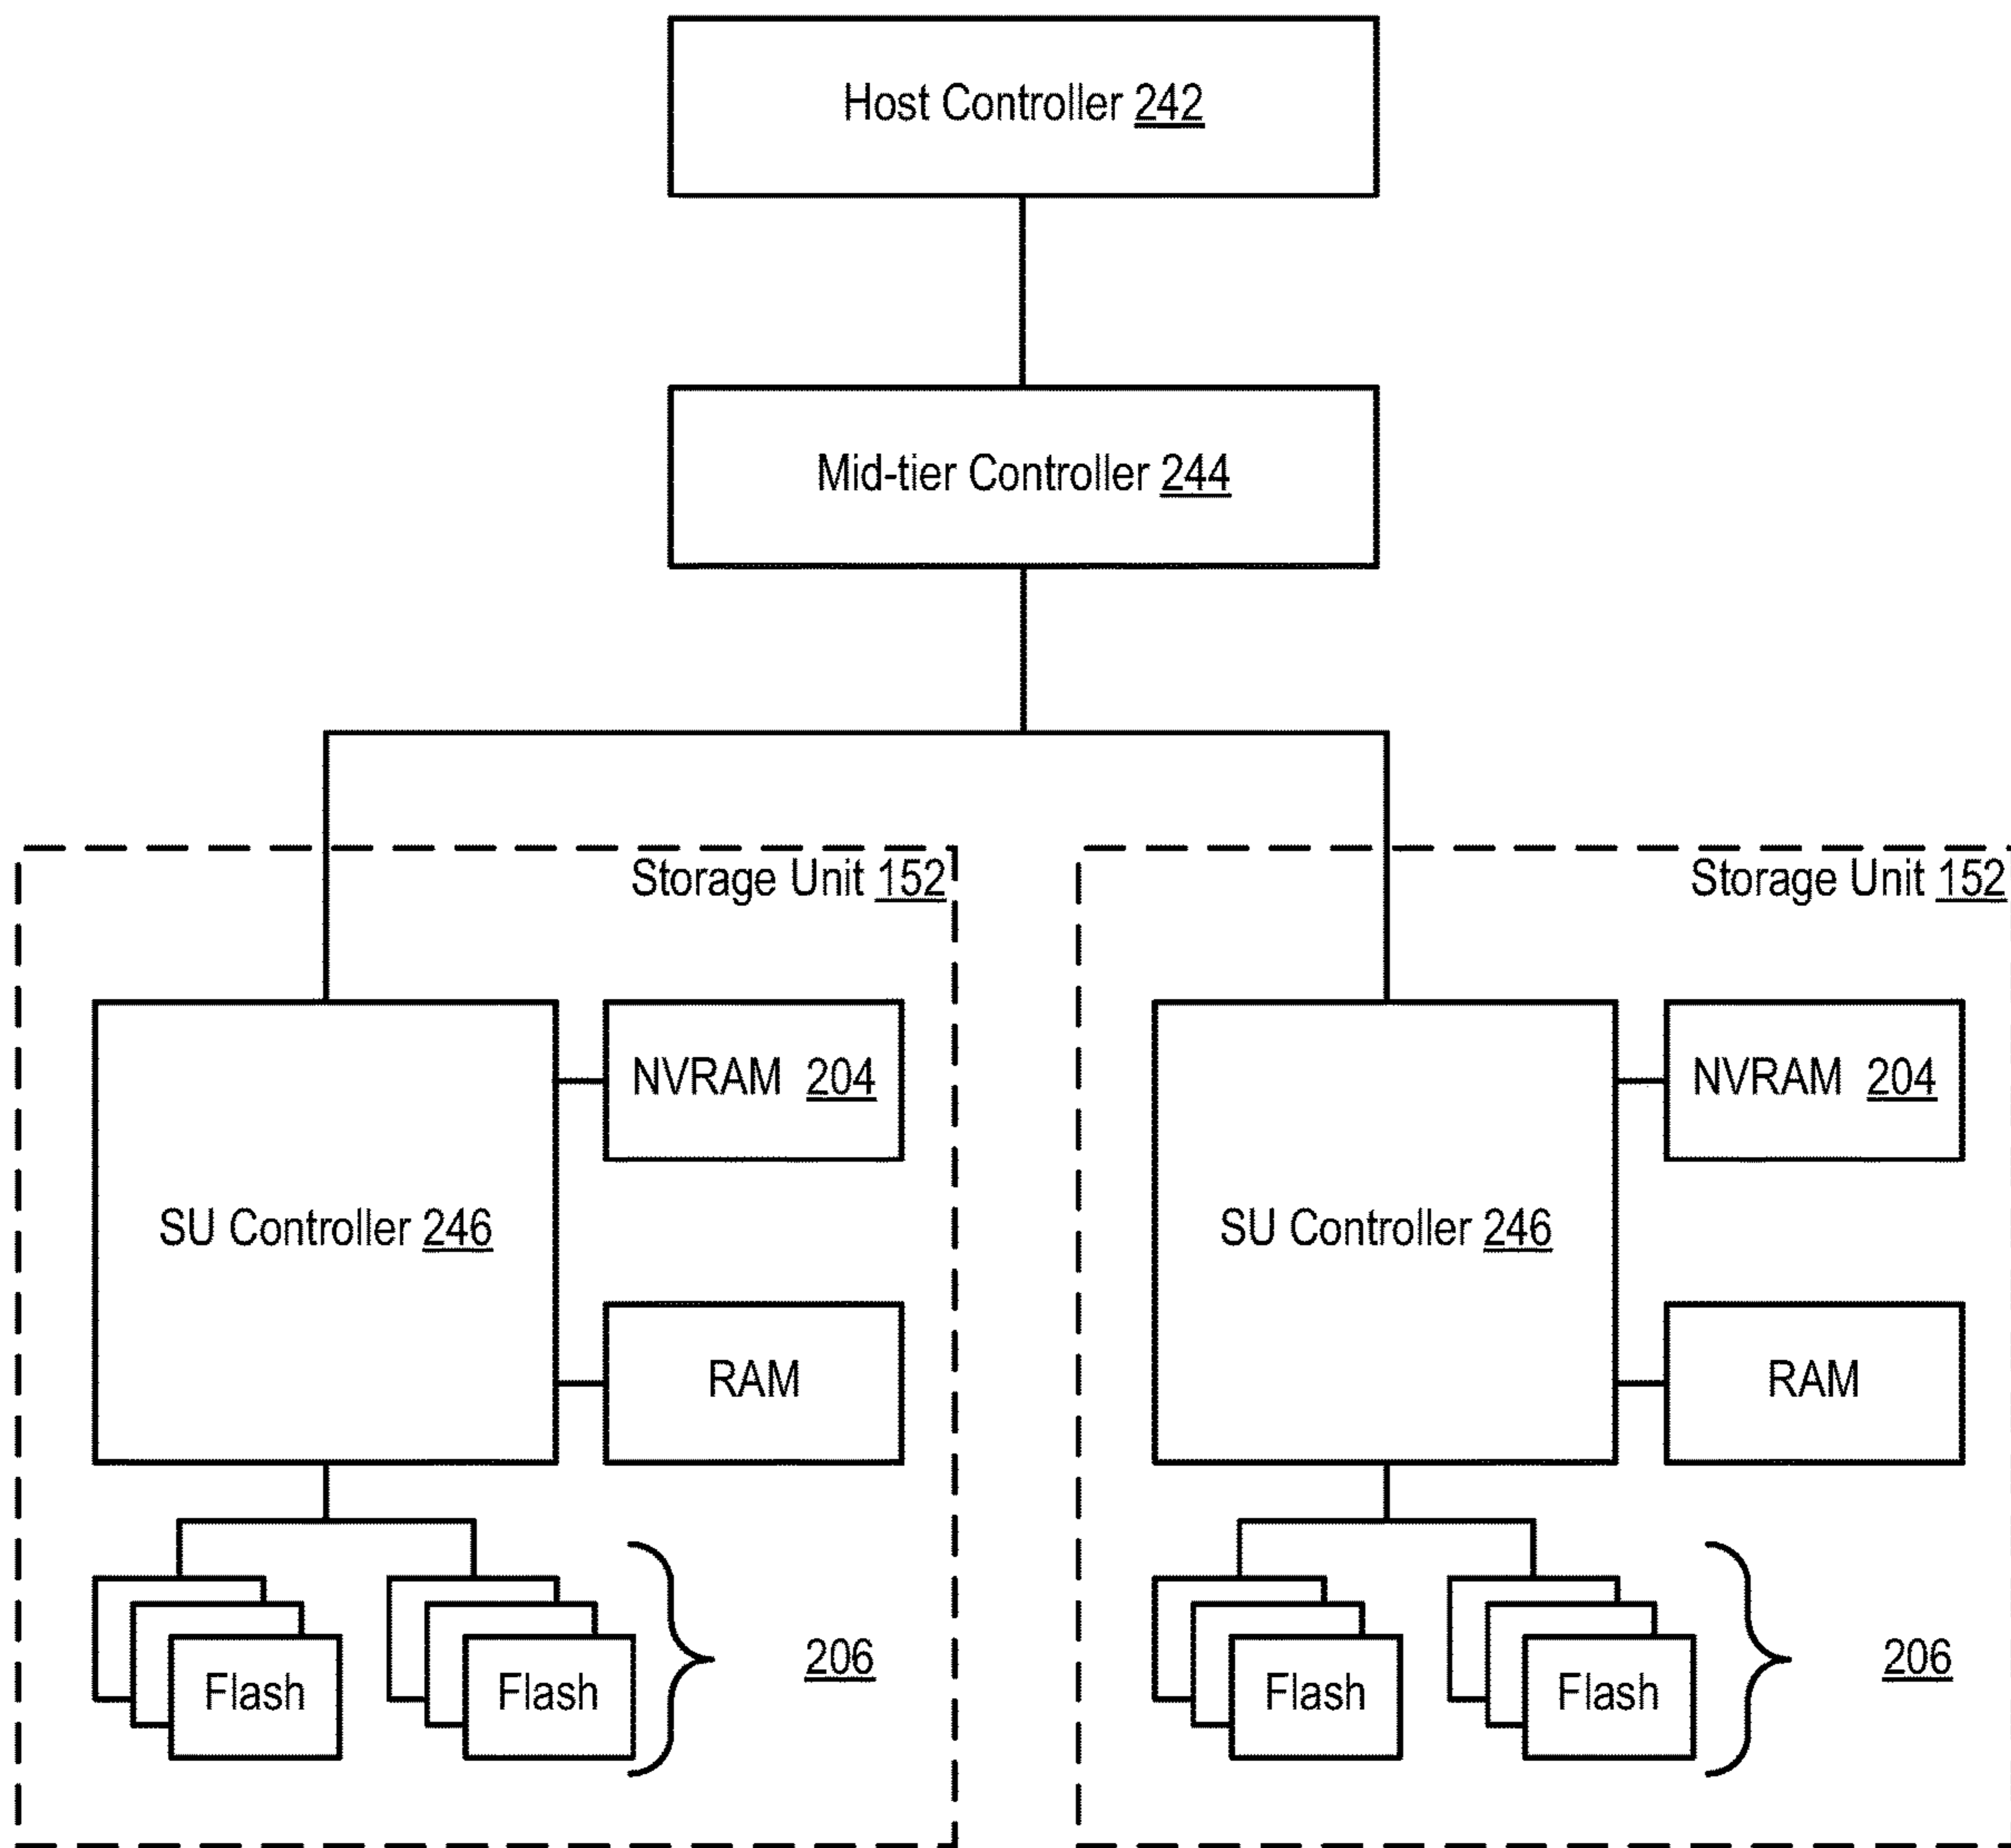 Host Controller 242
Mid-tier Controller 244
Storage Unit 152
Storage Unit 152
NVRAM 204
NVRAM 204
SU Controller 246
SU Controller 246
RAM
RAM
206
206
Flash
Flash
Flash
Flash